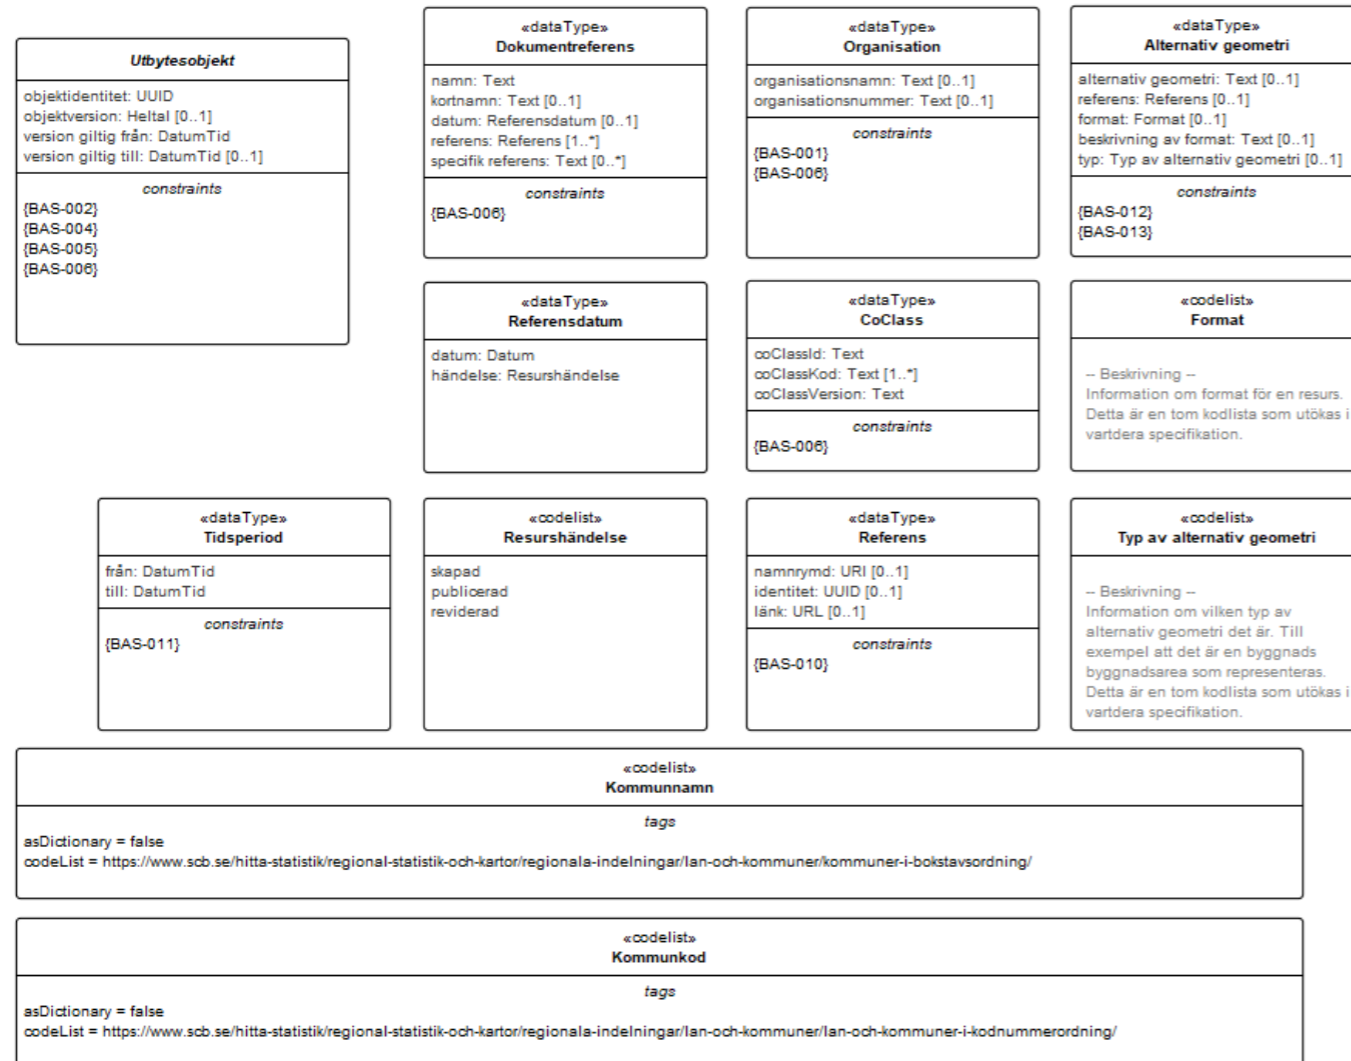 Utbytesobjekt
objektidentitet: UUID
objektversion: Heltal [0..1]
version giltig från: DatumTid
version giltig till: DatumTid [0..1]
constraints
{BAS-002}
{BAS-004}
{BAS-005}
{BAS-006}
«dataType»
Dokumentreferens
namn: Text
kortnamn: Text [0..1]
datum: Referensdatum [0..1]
referens: Referens [1..*]
specifik referens: Text [0..*]
constraints
{BAS-006}
«dataType»
Organisation
organisationsnamn: Text [0..1]
organisationsnummer: Text [0..1]
constraints
{BAS-001}
{BAS-006}
«dataType»
Alternativ geometri
alternativ geometri: Text [0..1]
referens: Referens [0..1]
format: Format [0..1]
beskrivning av format: Text [0..1]
typ: Typ av alternativ geometri [0..1]
constraints
{BAS-012}
{BAS-013}
«dataType»
Referensdatum
datum: Datum
händelse: Resurshändelse
«dataType»
CoClass
coClassId: Text
coClassKod: Text [1..*]
coClassVersion: Text
constraints
{BAS-006}
«codelist»
Format
-- Beskrivning --
Information om format för en resurs.
Detta är en tom kodlista som utökas i
vartdera specifikation.
«dataType»
Tidsperiod
från: DatumTid
till: DatumTid
constraints
{BAS-011}
«codelist»
Resurshändelse
skapad
publicerad
reviderad
«dataType»
Referens
namnrymd: URI [0..1]
identitet: UUID [0..1]
länk: URL [0..1]
constraints
{BAS-010}
«codelist»
Typ av alternativ geometri
-- Beskrivning --
Information om vilken typ av
alternativ geometri det är. Till
exempel att det är en byggnads
byggnadsarea som representeras.
Detta är en tom kodlista som utökas i
vartdera specifikation.
«codelist»
Kommunnamn
tags
asDictionary = false
codeList = https://www.scb.se/hitta-statistik/regional-statistik-och-kartor/regionala-indelningar/lan-och-kommuner/kommuner-i-bokstavsordning/
«codelist»
Kommunkod
tags
asDictionary = false
codeList = https://www.scb.se/hitta-statistik/regional-statistik-och-kartor/regionala-indelningar/lan-och-kommuner/lan-och-kommuner-i-kodnummerordning/